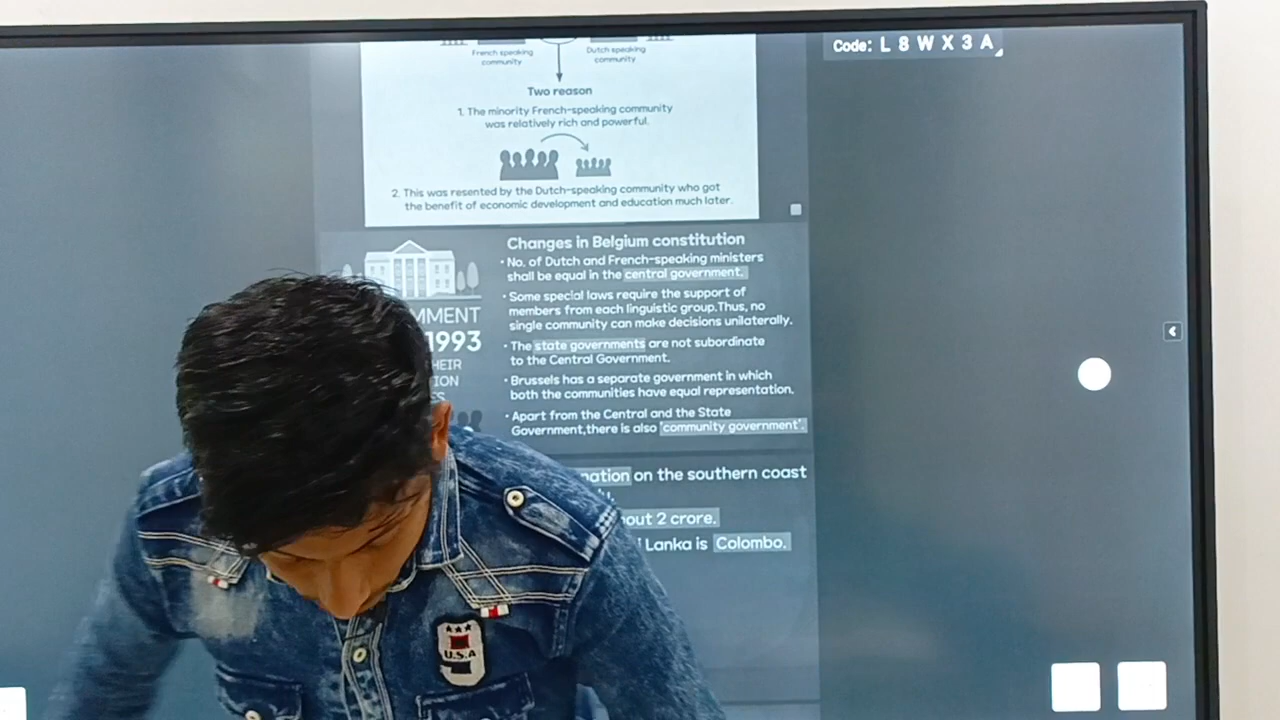 Code: L 8 W X 3 A
French speaking community
Dutch speaking community
Two reason
1. The minority French-speaking community
was relatively rich and powerful.
2. This was resented by the Dutch-speaking community who got
the benefit of economic development and education much later.
Changes in Belgium constitution
• No. of Dutch and French-speaking ministers
shall be equal in the central government.
• Some special laws require the support of
members from each linguistic group.Thus, no
single community can make decisions unilaterally.
• The state governments are not subordinate
to the Central Government.
• Brussels has a separate government in which
both the communities have equal representation.
• Apart from the Central and the State
Government,there is also 'community government'.
1993
on the southern coast
2 crore.
Lanka is Colombo.
U.S.A